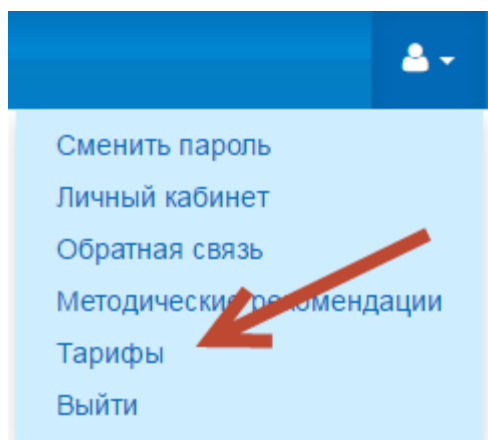 Сменить пароль
Личный кабинет
Обратная связь
Методические рекомендации
Тарифы
Выйти